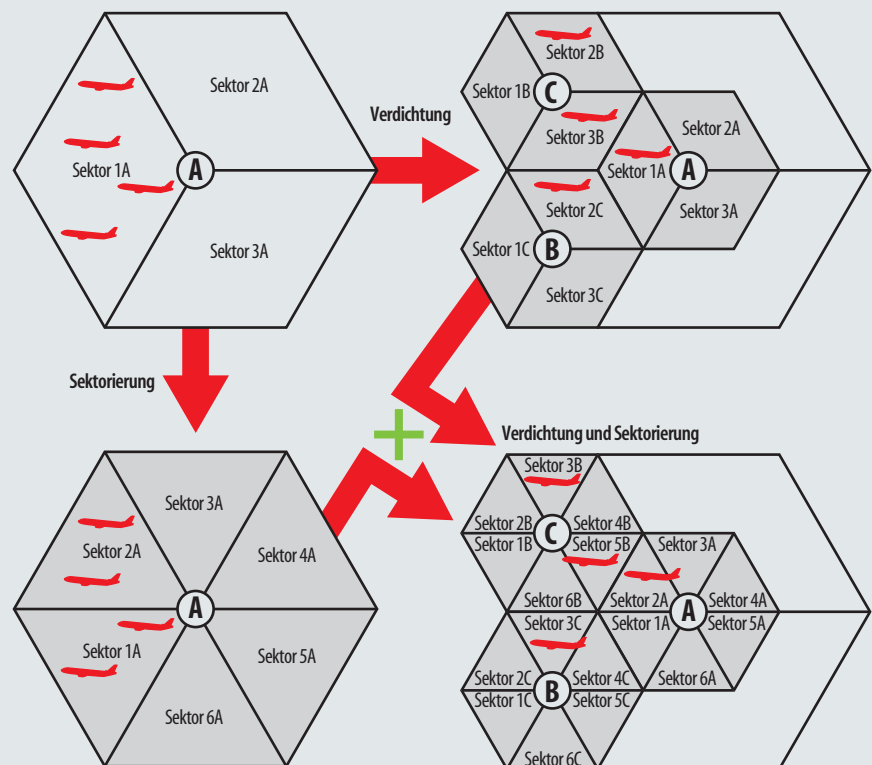 Sektor 2A
Sektor 1A
A
Sektor 3A
Verdichtung
Sektor 2B
Sektor 1B
C
Sektor 3B
Sektor 2A
Sektor 1A
A
Sektor 2C
Sektor 3A
Sektor 1C
B
Sektor 3C
Sektorierung
Sektor 3A
Sektor 2A
Sektor 4A
A
Sektor 1A
Sektor 5A
Sektor 6A
Verdichtung und Sektorierung
Sektor 3B
Sektor 2B
C
Sektor 4B
Sektor 1B
Sektor 5B
Sektor 3A
Sektor 6B
Sektor 2A
A
Sektor 4A
Sektor 3C
Sektor 1A
Sektor 5A
Sektor 2C
B
Sektor 4C
Sektor 6A
Sektor 1C
Sektor 5C
Sektor 6C